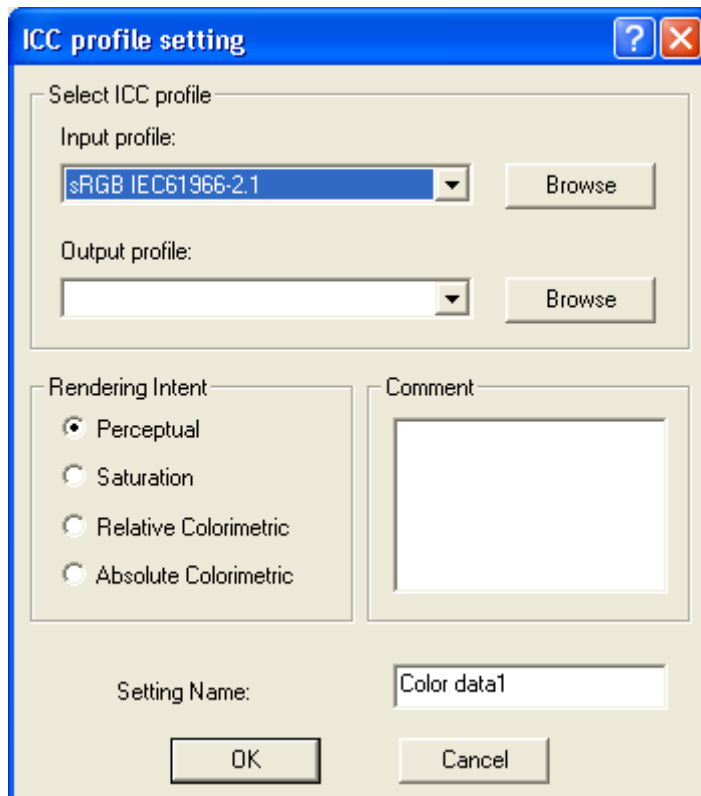 ICC profile setting
Select ICC profile
Input profile:
sRGB IEC61966-2.1
Browse
Output profile:
Browse
Rendering Intent
Perceptual
Saturation
Relative Colorimetric
Absolute Colorimetric
Comment
Setting Name:
Color data1
OK
Cancel